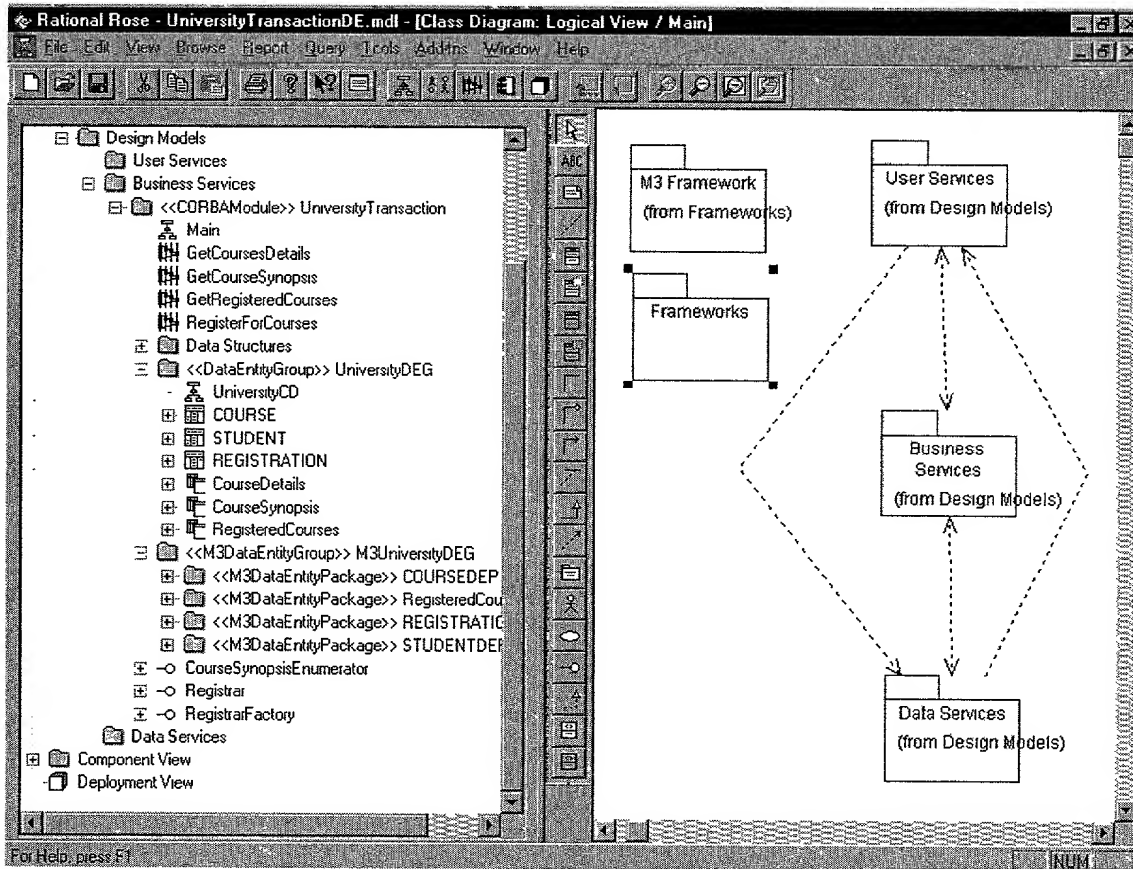 Rational Rose - UniversityTransactionDE.mdl - [Class Diagram: Logical View / Main]
File Edit View Browse Report Query Tools Add-Ins Window Help
Design Models
User Services
Business Services
<<CORBAModule>> UniversityTransaction
Main
GetCoursesDetails
GetCourseSynopsis
GetRegisteredCourses
RegisterForCourses
Data Structures
<<DataEntityGroup>> UniversityDEG
UniversityCD
COURSE
STUDENT
REGISTRATION
CourseDetails
CourseSynopsis
RegisteredCourses
<<M3DataEntityGroup>> M3UniversityDEG
<<M3DataEntityPackage>> COURSEDEP
<<M3DataEntityPackage>> RegisteredCou
<<M3DataEntityPackage>> REGISTRATIO
<<M3DataEntityPackage>> STUDENTDEF
CourseSynopsisEnumerator
Registrar
RegistrarFactory
Data Services
Component View
Deployment View
ABC
M3 Framework
(from Frameworks)
Frameworks
User Services
(from Design Models)
Business
Services
(from Design Models)
Data Services
(from Design Models)
For Help, press F1
NUM